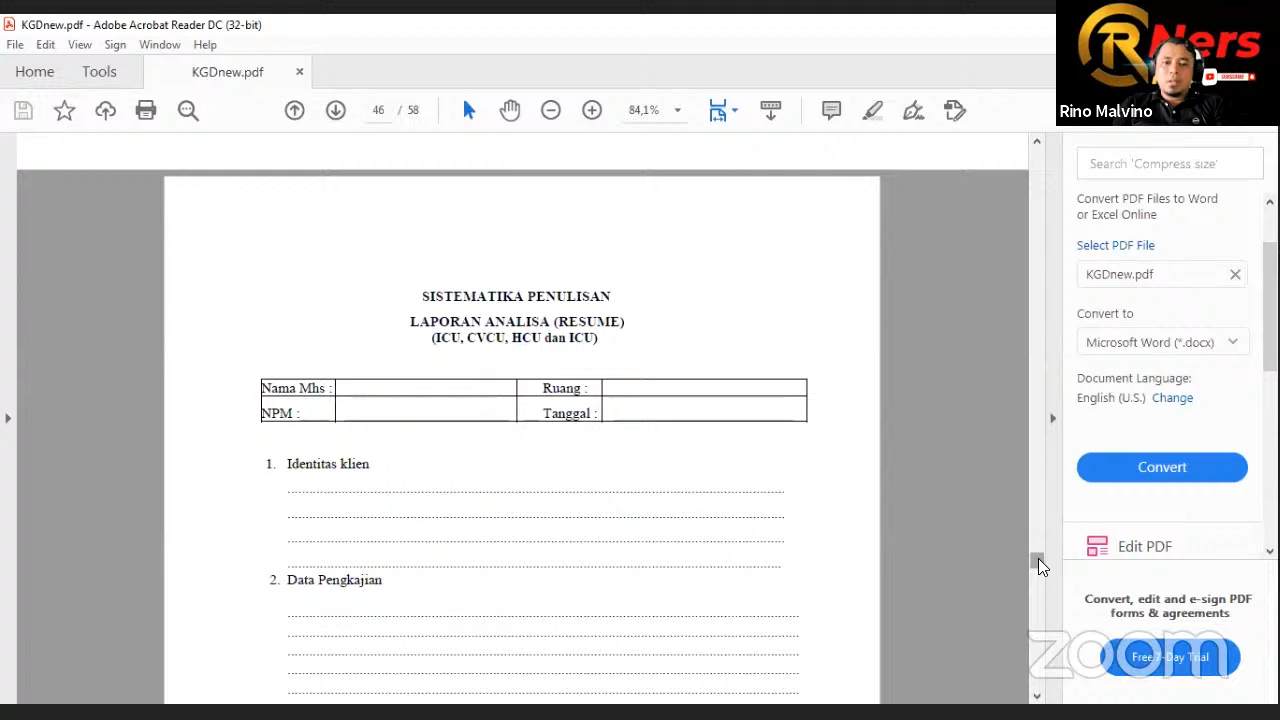 KGDnew.pdf - Adobe Acrobat Reader DC (32-bit)
File Edit View Sign Window Help
Home Tools KGDnew.pdf ×
46 / 58 84,1%
Ners
SUBSCRIBE
Rino Malvino
Search 'Compress size'
Convert PDF Files to Word
or Excel Online
Select PDF File
KGDnew.pdf
Convert to
Microsoft Word (*.docx)
Document Language:
English (U.S.) Change
Convert
Edit PDF
Convert, edit and e-sign PDF
forms & agreements
Free 7-Day Trial
zoom
SISTEMATIKA PENULISAN
LAPORAN ANALISA (RESUME)
(ICU, CVCU, HCU dan ICU)
Nama Mhs : Ruang :
NPM : Tanggal :
1. Identitas klien
2. Data Pengkajian